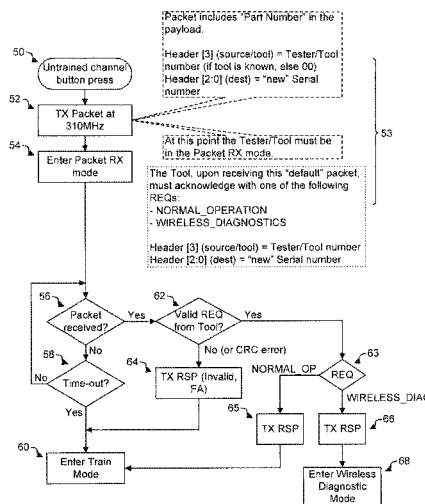 Packet includes "Part Number" in the
payload.
Header [3] (source/tool) = Tester/Tool
number (if tool is known, else 00)
Header [2:0] (dest) = "new" Serial
number
50
Untrained channel
button press
52
TX Packet at
310MHz
53
54
Enter Packet RX
mode
At this point the Tester/Tool must be
in the Packet RX mode.
The Tool, upon receiving this "default" packet,
must acknowledge with one of the following
REQs:
- NORMAL_OPERATION
- WIRELESS_DIAGNOSTICS
Header [3] (source/tool) = Tester/Tool number
Header [2:0] (dest) = "new" Serial number
56
Packet
received?
Yes
62
Valid REQ
from Tool?
Yes
No
58
Time-out?
No
Yes
No (or CRC error)
64
TX RSP (Invalid,
FA)
63
REQ
NORMAL_OP
WIRELESS_DIAG
65
TX RSP
66
TX RSP
60
Enter Train
Mode
68
Enter Wireless
Diagnostic
Mode